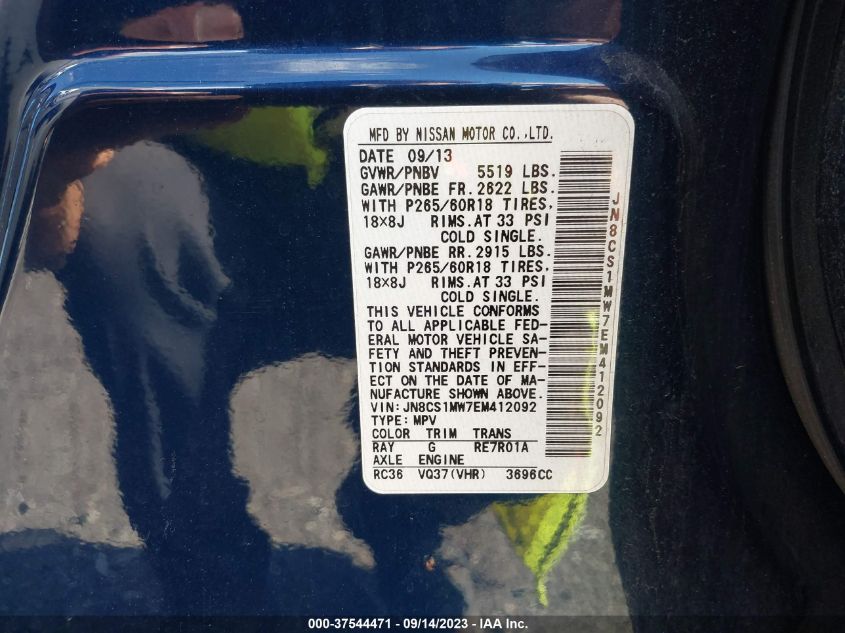 MFD BY NISSAN MOTOR CO.,LTD.
DATE 09/13
GVWR/PNBV 5519 LBS.
GAWR/PNBE FR. 2622 LBS.
WITH P265/60R18 TIRES,
18×8J RIMS.AT 33 PSI
COLD SINGLE.
GAWR/PNBE RR. 2915 LBS.
WITH P265/60R18 TIRES,
18×8J RIMS.AT 33 PSI
COLD SINGLE.
THIS VEHICLE CONFORMS
TO ALL APPLICABLE FED-
ERAL MOTOR VEHICLE SA-
FETY AND THEFT PREVEN-
TION STANDARDS IN EFF-
ECT ON THE DATE OF MA-
NUFACTURE SHOWN ABOVE.
VIN:JN8CS1MW7EM412092
TYPE:MPV
COLOR TRIM TRANS
RAY G RE7R01A
AXLE ENGINE
RC36 VQ37(VHR) 3696CC
JN8CS1MW7EM412092
000-37544471 - 09/14/2023 - IAA Inc.